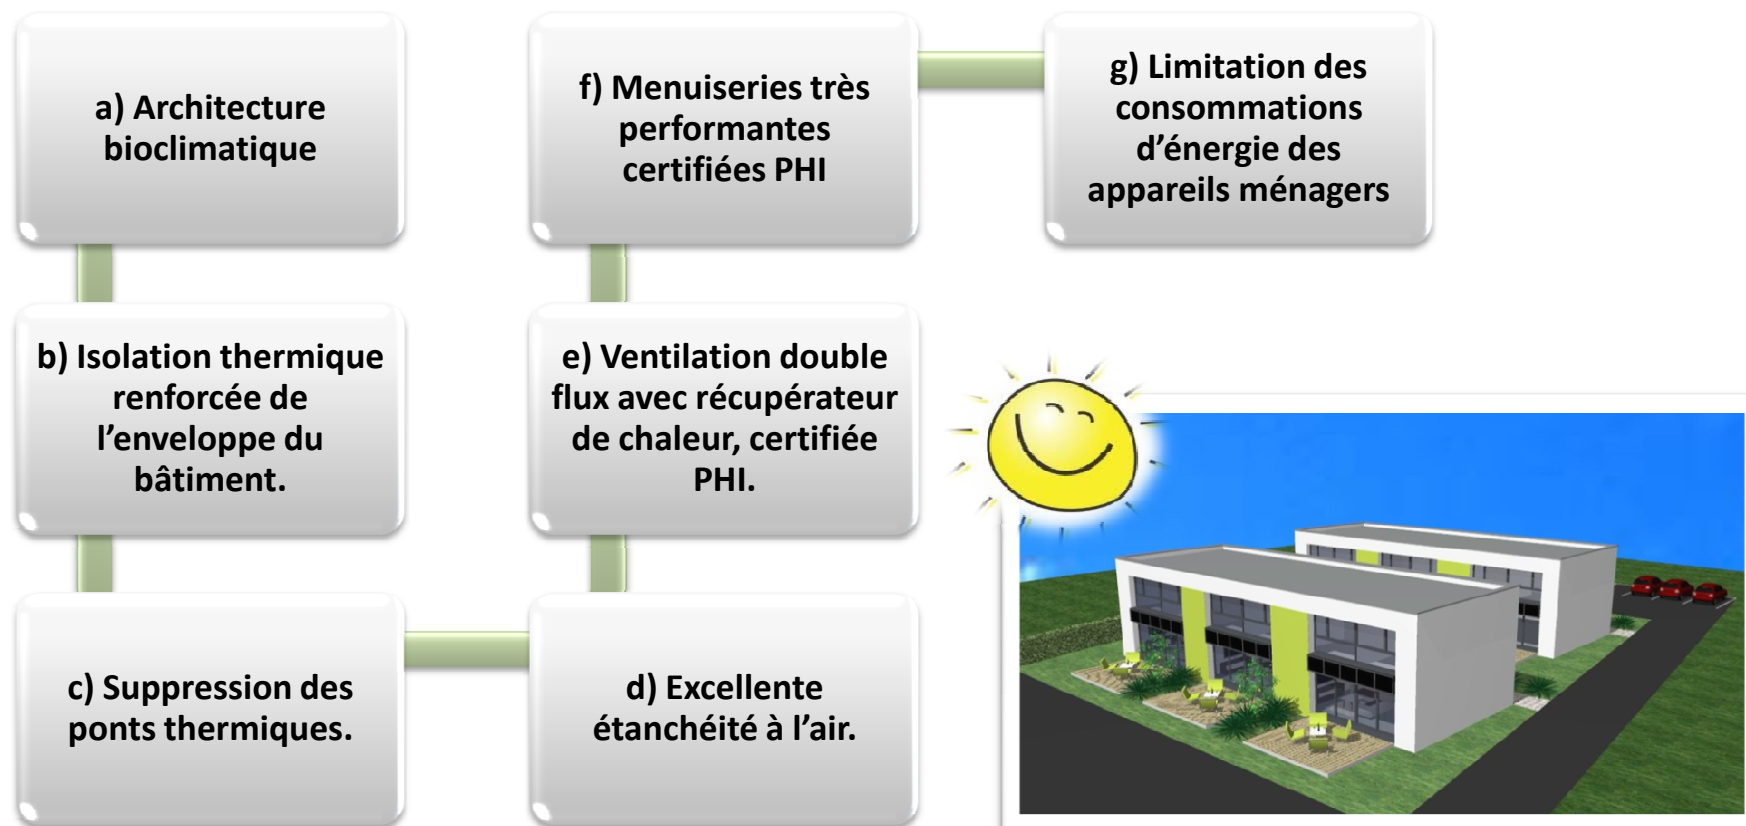 a) Architecture
bioclimatique
b) Isolation thermique
renforcée de
l’enveloppe du
bâtiment.
c) Suppression des
ponts thermiques.
d) Excellente
étanchéité à l’air.
e) Ventilation double
flux avec récupérateur
de chaleur, certifiée
PHI.
f) Menuiseries très
performantes
certifiées PHI
g) Limitation des
consommations
d’énergie des
appareils ménagers